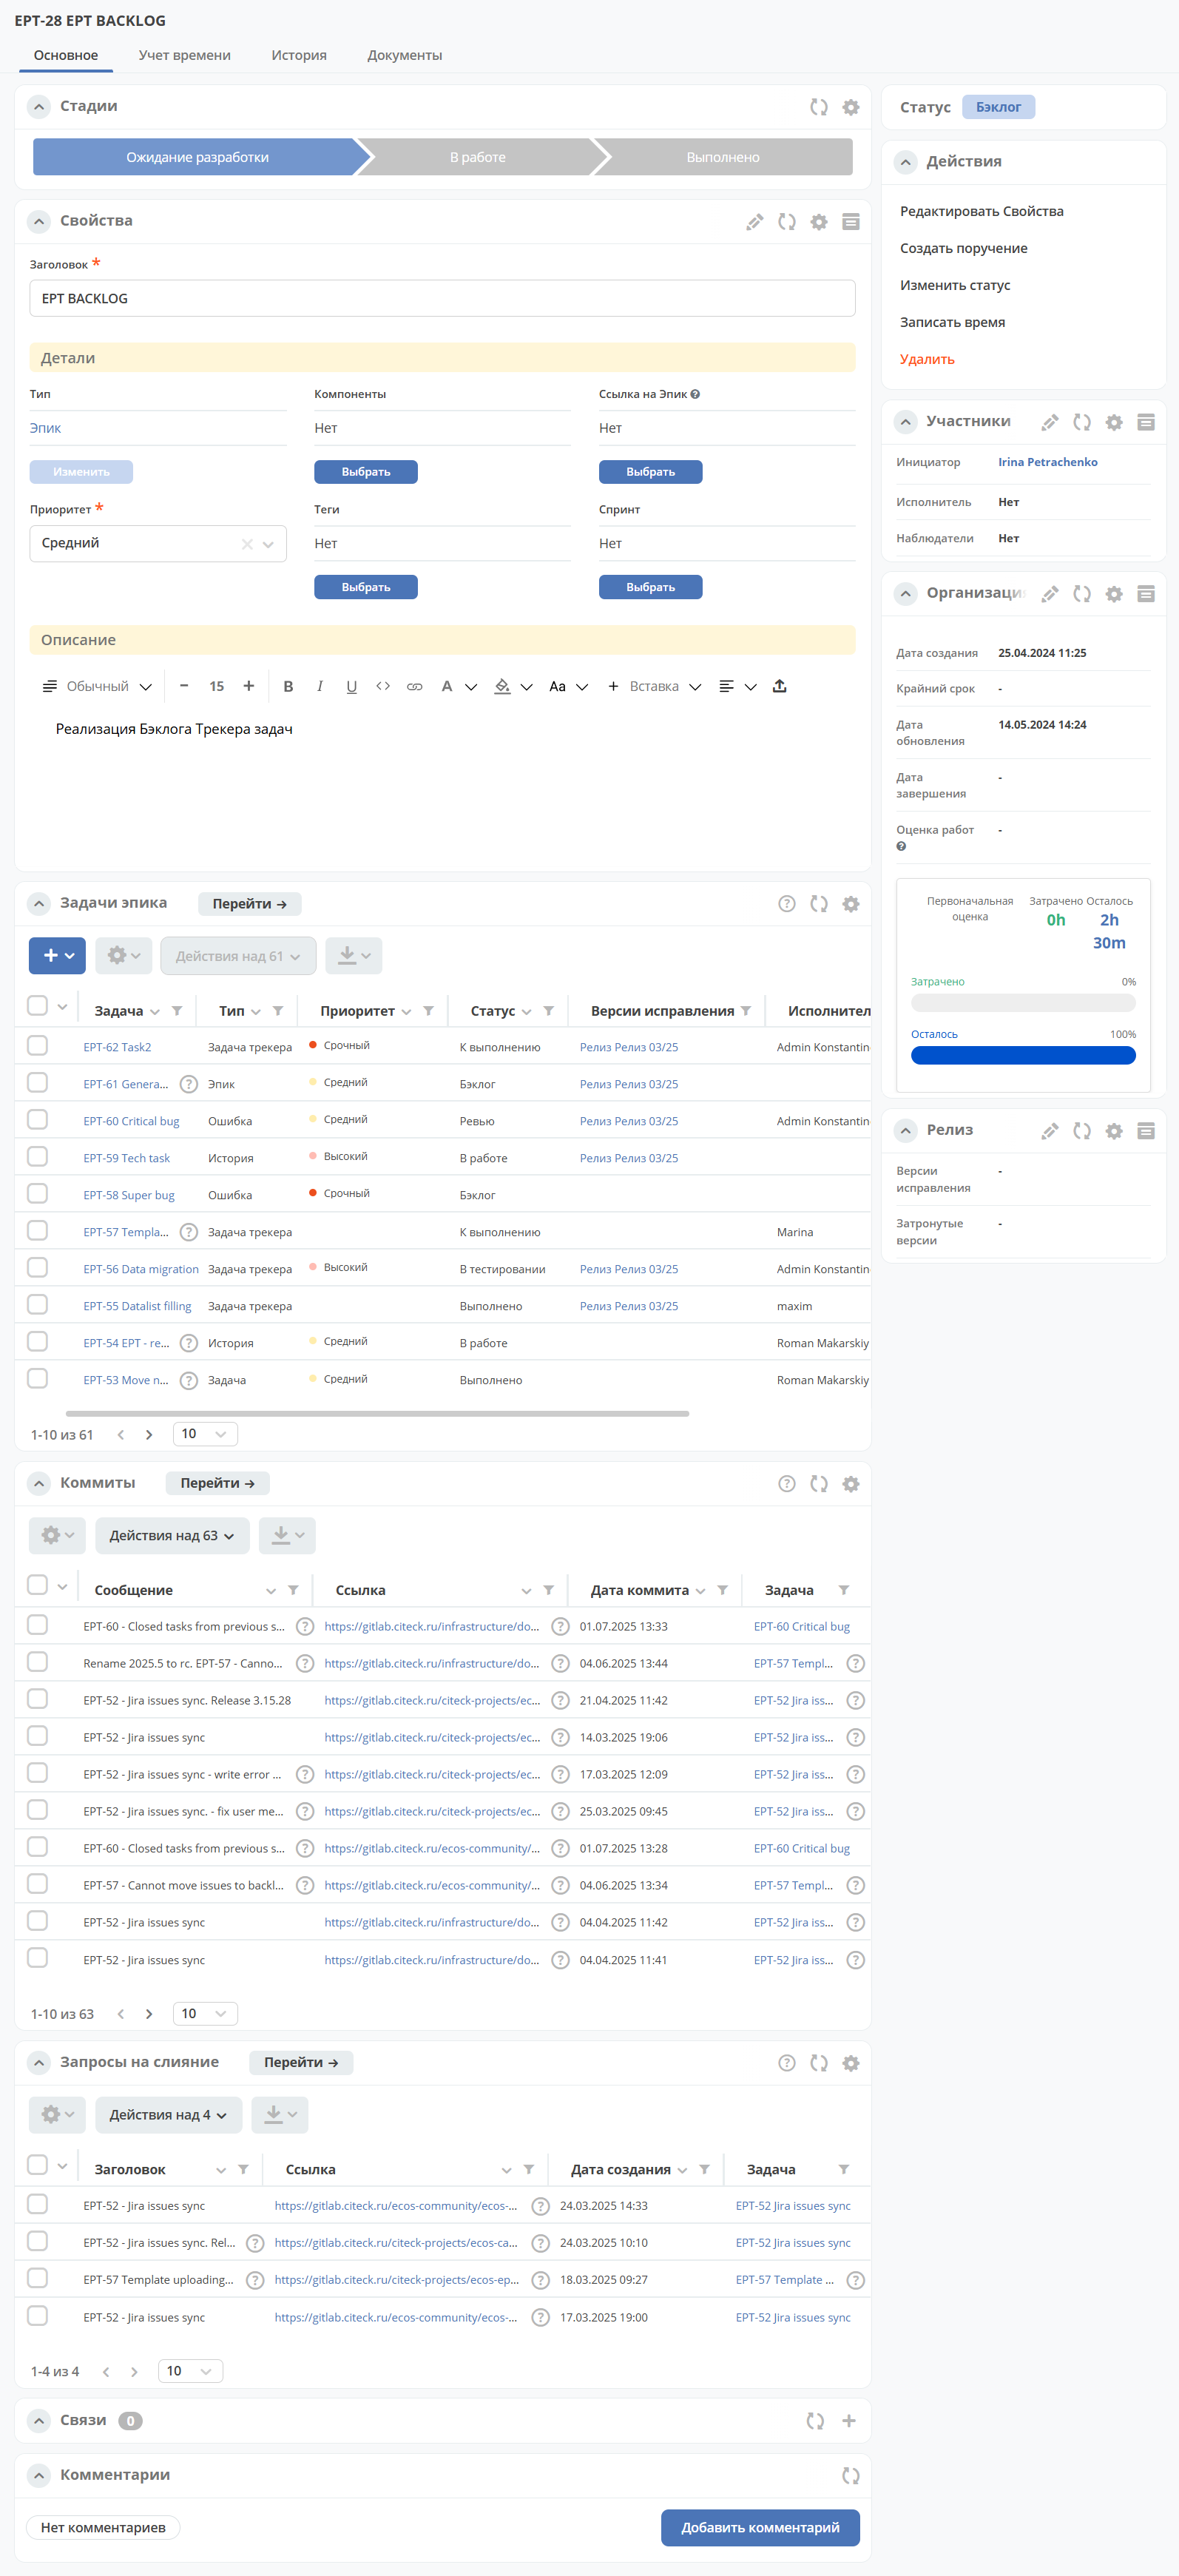 EPT-28 EPT BACKLOG
Основное Учет времени История Документы
Стадии
Ожидание разработки В работе Выполнено
Свойства
Заголовок *
EPT BACKLOG
Детали
Тип Компоненты Ссылка на Эпик
Эпик Нет Нет
Изменить Выбрать Выбрать
Приоритет * Теги Спринт
Средний Нет Нет
Выбрать Выбрать
Описание
Обычный 15 B I U A Aa Вставка
Реализация Бэклога Трекера задач
Задачи эпика Перейти →
Действия над 61
Задача Тип Приоритет Статус Версии исправления Исполнител
EPT-62 Task2 Задача трекера Срочный К выполнению Релиз Релиз 03/25 Admin Konstantin
EPT-61 Genera... Эпик Средний Бэклог Релиз Релиз 03/25
EPT-60 Critical bug Ошибка Средний Ревью Релиз Релиз 03/25 Admin Konstantin
EPT-59 Tech task История Высокий В работе Релиз Релиз 03/25
EPT-58 Super bug Ошибка Срочный Бэклог
EPT-57 Templa... Задача трекера К выполнению Marina
EPT-56 Data migration Задача трекера Высокий В тестировании Релиз Релиз 03/25 Admin Konstantin
EPT-55 Datalist filling Задача трекера Выполнено Релиз Релиз 03/25 maxim
EPT-54 EPT - re... История Средний В работе Roman Makarskiy
EPT-53 Move n... Задача Средний Выполнено Roman Makarskiy
1-10 из 61 10
Коммиты Перейти →
Действия над 63
Сообщение Ссылка Дата коммита Задача
EPT-60 - Closed tasks from previous s... https://gitlab.citeck.ru/infrastructure/do... 01.07.2025 13:33 EPT-60 Critical bug
Rename 2025.5 to rc. EPT-57 - Canno... https://gitlab.citeck.ru/infrastructure/do... 04.06.2025 13:44 EPT-57 Templ...
EPT-52 - Jira issues sync. Release 3.15.28 https://gitlab.citeck.ru/citeck-projects/ec... 21.04.2025 11:42 EPT-52 Jira iss...
EPT-52 - Jira issues sync https://gitlab.citeck.ru/citeck-projects/ec... 14.03.2025 19:06 EPT-52 Jira iss...
EPT-52 - Jira issues sync - write error ... https://gitlab.citeck.ru/citeck-projects/ec... 17.03.2025 12:09 EPT-52 Jira iss...
EPT-52 - Jira issues sync. - fix user me... https://gitlab.citeck.ru/citeck-projects/ec... 25.03.2025 09:45 EPT-52 Jira iss...
EPT-60 - Closed tasks from previous s... https://gitlab.citeck.ru/ecos-community/... 01.07.2025 13:28 EPT-60 Critical bug
EPT-57 - Cannot move issues to backl... https://gitlab.citeck.ru/ecos-community/... 04.06.2025 13:34 EPT-57 Templ...
EPT-52 - Jira issues sync https://gitlab.citeck.ru/infrastructure/do... 04.04.2025 11:42 EPT-52 Jira iss...
EPT-52 - Jira issues sync https://gitlab.citeck.ru/infrastructure/do... 04.04.2025 11:41 EPT-52 Jira iss...
1-10 из 63 10
Запросы на слияние Перейти →
Действия над 4
Заголовок Ссылка Дата создания Задача
EPT-52 - Jira issues sync https://gitlab.citeck.ru/ecos-community/ecos-... 24.03.2025 14:33 EPT-52 Jira issues sync
EPT-52 - Jira issues sync. Rel... https://gitlab.citeck.ru/citeck-projects/ecos-ca... 24.03.2025 10:10 EPT-52 Jira issues sync
EPT-57 Template uploading... https://gitlab.citeck.ru/citeck-projects/ecos-ep... 18.03.2025 09:27 EPT-57 Template ...
EPT-52 - Jira issues sync https://gitlab.citeck.ru/ecos-community/ecos-... 17.03.2025 19:00 EPT-52 Jira issues sync
1-4 из 4 10
Связи 0
Комментарии
Нет комментариев Добавить комментарий
Статус Бэклог
Действия
Редактировать Свойства
Создать поручение
Изменить статус
Записать время
Удалить
Участники
Инициатор Irina Petrachenko
Исполнитель Нет
Наблюдатели Нет
Организация
Дата создания 25.04.2024 11:25
Крайний срок -
Дата 14.05.2024 14:24
обновления
Дата -
завершения
Оценка работ -
Первоначальная Затрачено Осталось
оценка 0h 2h
30m
Затрачено 0%
Осталось 100%
Релиз
Версии -
исправления
Затронутые -
версии